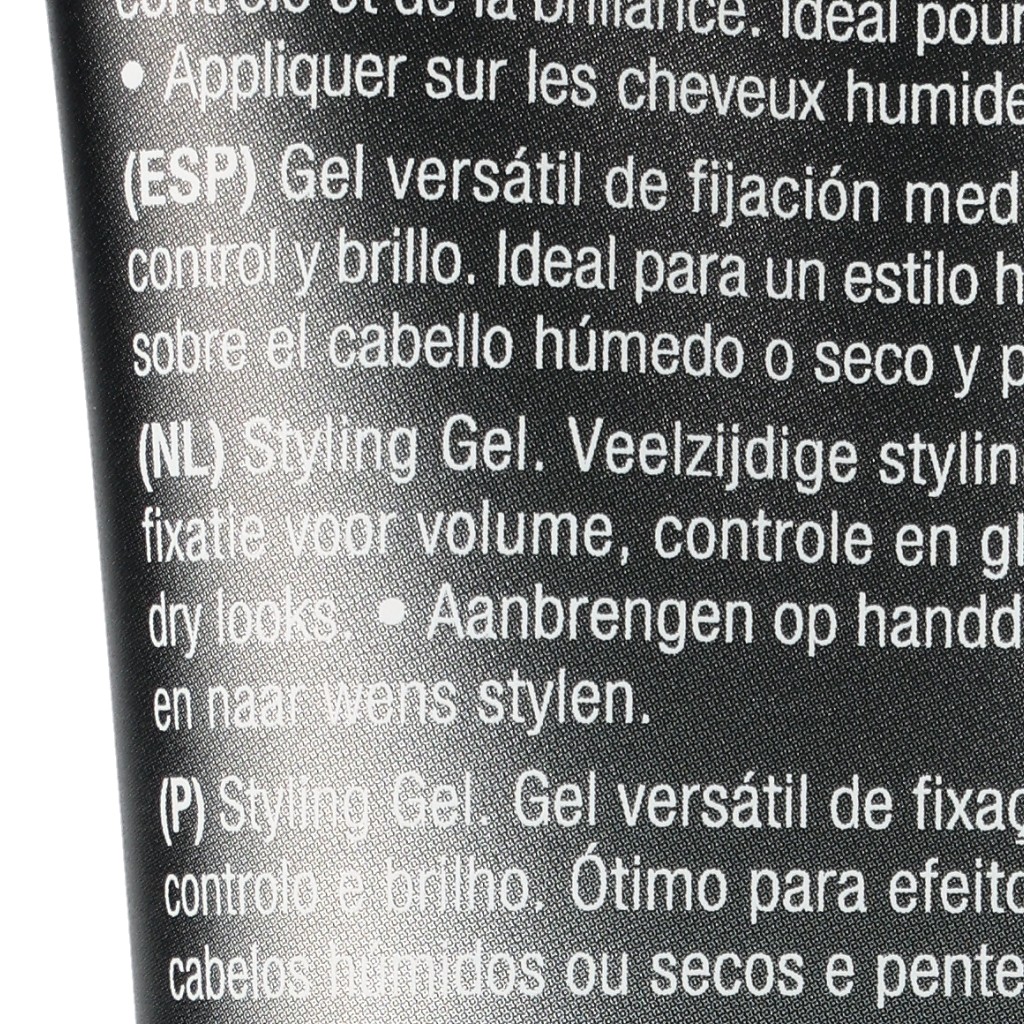 contrôle et de la brillance. Idéal pour
• Appliquer sur les cheveux humide
(ESP) Gel versátil de fijación med
control y brillo. Ideal para un estilo h
sobre el cabello húmedo o seco y p
(NL) Styling Gel. Veelzijdige stylin
fixatie voor volume, controle en gl
dry looks. • Aanbrengen op handd
en naar wens stylen.
(P) Styling Gel. Gel versátil de fixaç
controlo e brilho. Ótimo para efeito
cabelos húmidos ou secos e pente